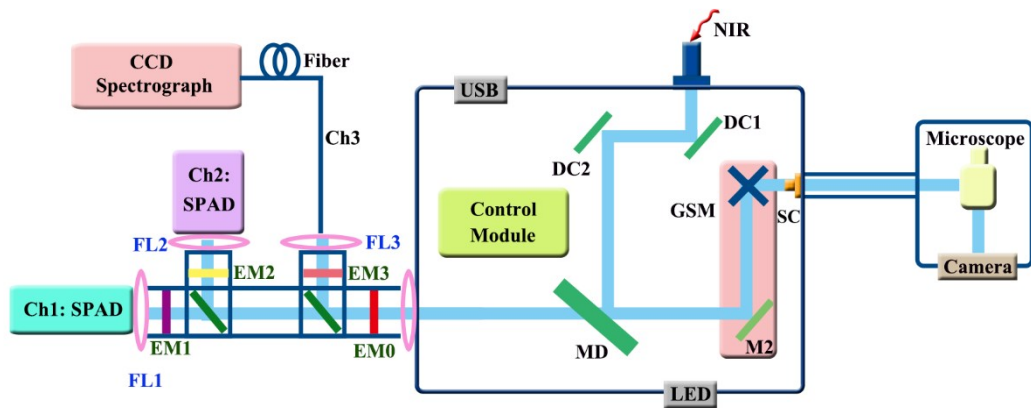 NIR
CCD
Spectrograph
Fiber
USB
DC1
Ch3
DC2
Microscope
Ch2:
SPAD
Control
Module
GSM
SC
FL2
FL3
EM2
EM3
Camera
Ch1: SPAD
EM1
EM0
MD
M2
FL1
LED